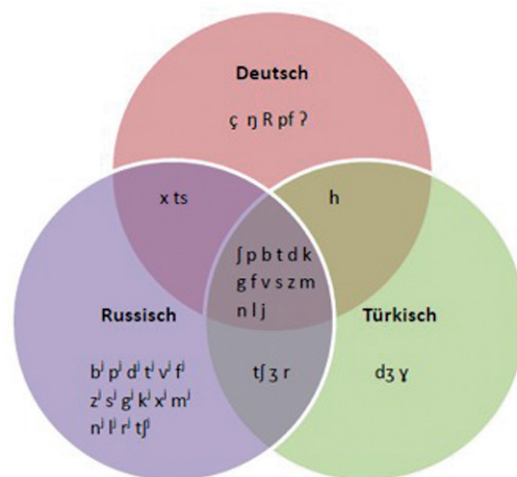 Deutsch
ç ŋ R pf ʔ
x ts
h
ʃ p b t d k
g f v s z m
n l j
Russisch
Türkisch
bʲ pʲ dʲ tʲ vʲ fʲ
zʲ sʲ gʲ kʲ xʲ mʲ
nʲ lʲ rʲ tʃʲ
tʃ ʒ r
dʒ ɣ